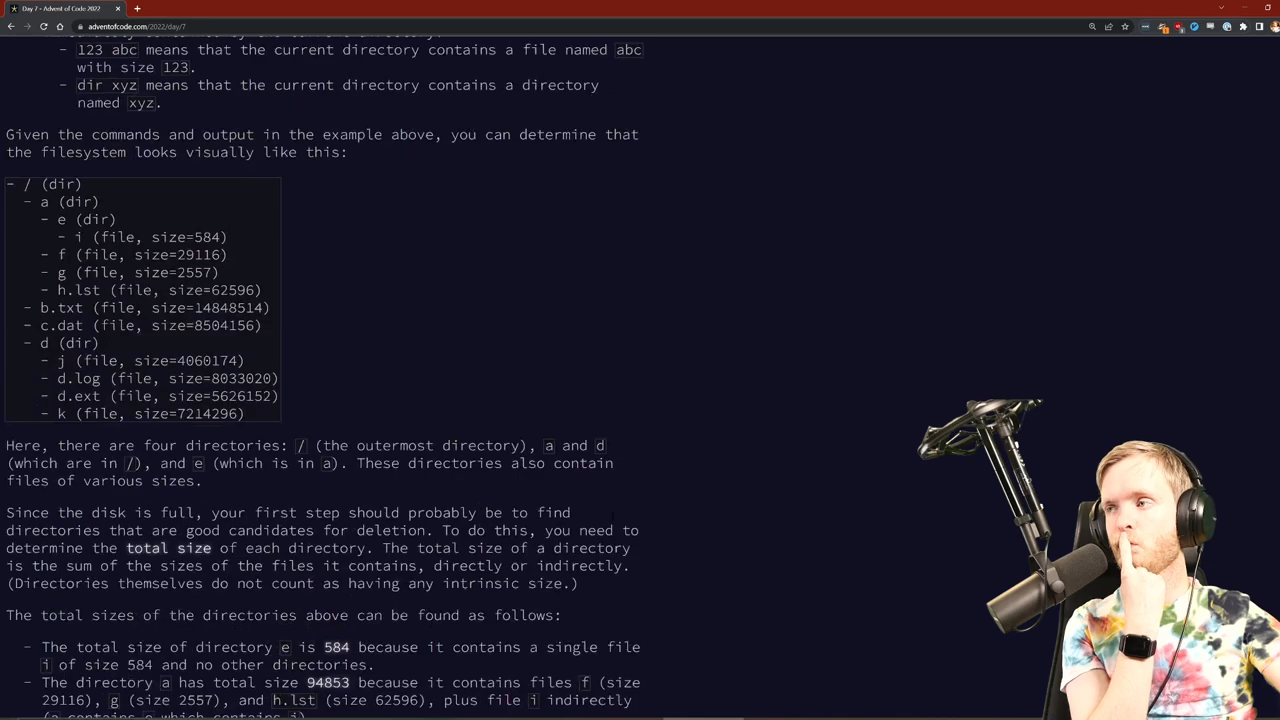 Day 7 - Advent of Code 2022
adventofcode.com/2022/day/7
- 123 abc means that the current directory contains a file named abc
with size 123.
- dir xyz means that the current directory contains a directory
named xyz.
Given the commands and output in the example above, you can determine that
the filesystem looks visually like this:
- / (dir)
- a (dir)
- e (dir)
- i (file, size=584)
- f (file, size=29116)
- g (file, size=2557)
- h.lst (file, size=62596)
- b.txt (file, size=14848514)
- c.dat (file, size=8504156)
- d (dir)
- j (file, size=4060174)
- d.log (file, size=8033020)
- d.ext (file, size=5626152)
- k (file, size=7214296)
Here, there are four directories: / (the outermost directory), a and d
(which are in /), and e (which is in a). These directories also contain
files of various sizes.
Since the disk is full, your first step should probably be to find
directories that are good candidates for deletion. To do this, you need to
determine the total size of each directory. The total size of a directory
is the sum of the sizes of the files it contains, directly or indirectly.
(Directories themselves do not count as having any intrinsic size.)
The total sizes of the directories above can be found as follows:
- The total size of directory e is 584 because it contains a single file
i of size 584 and no other directories.
- The directory a has total size 94853 because it contains files f (size
29116), g (size 2557), and h.lst (size 62596), plus file i indirectly
(a contains e which contains i).